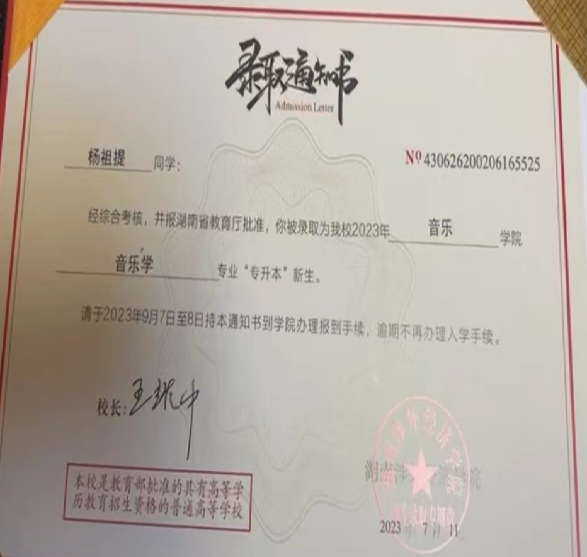 录取通知书
Admission Letter
杨祖提 同学：
Nº 430626200206165525
经综合考核，并报湖南省教育厅批准，你被录取为我校2023年 音乐 学院
音乐学 专业“专升本”新生。
请于2023年9月7日至8日持本通知书到学院办理报到手续，逾期不再办理入学手续。
校长：
本校是教育部批准的具有高等学
历教育招生资格的普通高等学校
2023 年 7 月 11